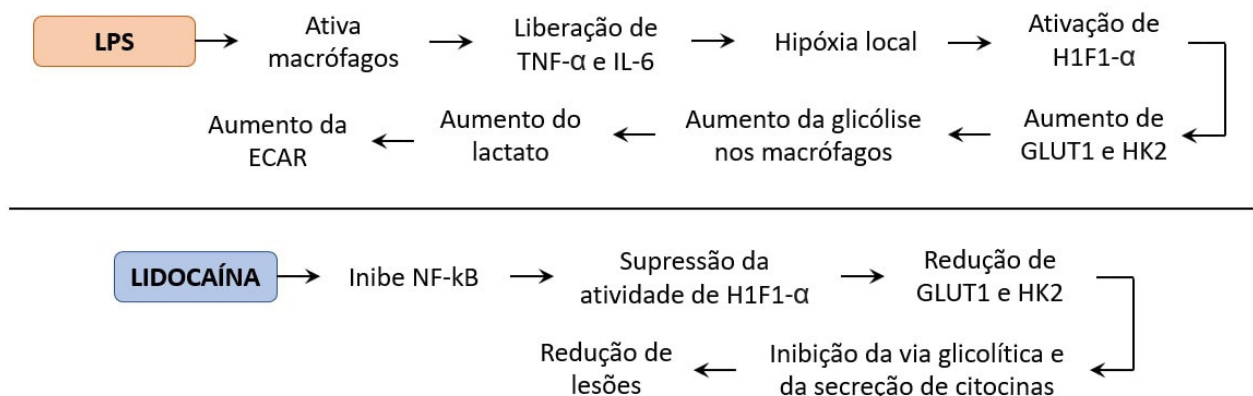 LPS
Ativa
macrófagos
Liberação de
TNF-α e IL-6
Hipóxia local
Ativação de
H1F1-α
Aumento de
GLUT1 e HK2
Aumento da glicólise
nos macrófagos
Aumento do
lactato
Aumento da
ECAR
LIDOCAÍNA
Inibe NF-kB
Supressão da
atividade de H1F1-α
Redução de
GLUT1 e HK2
Inibição da via glicolítica e
da secreção de citocinas
Redução de
lesões